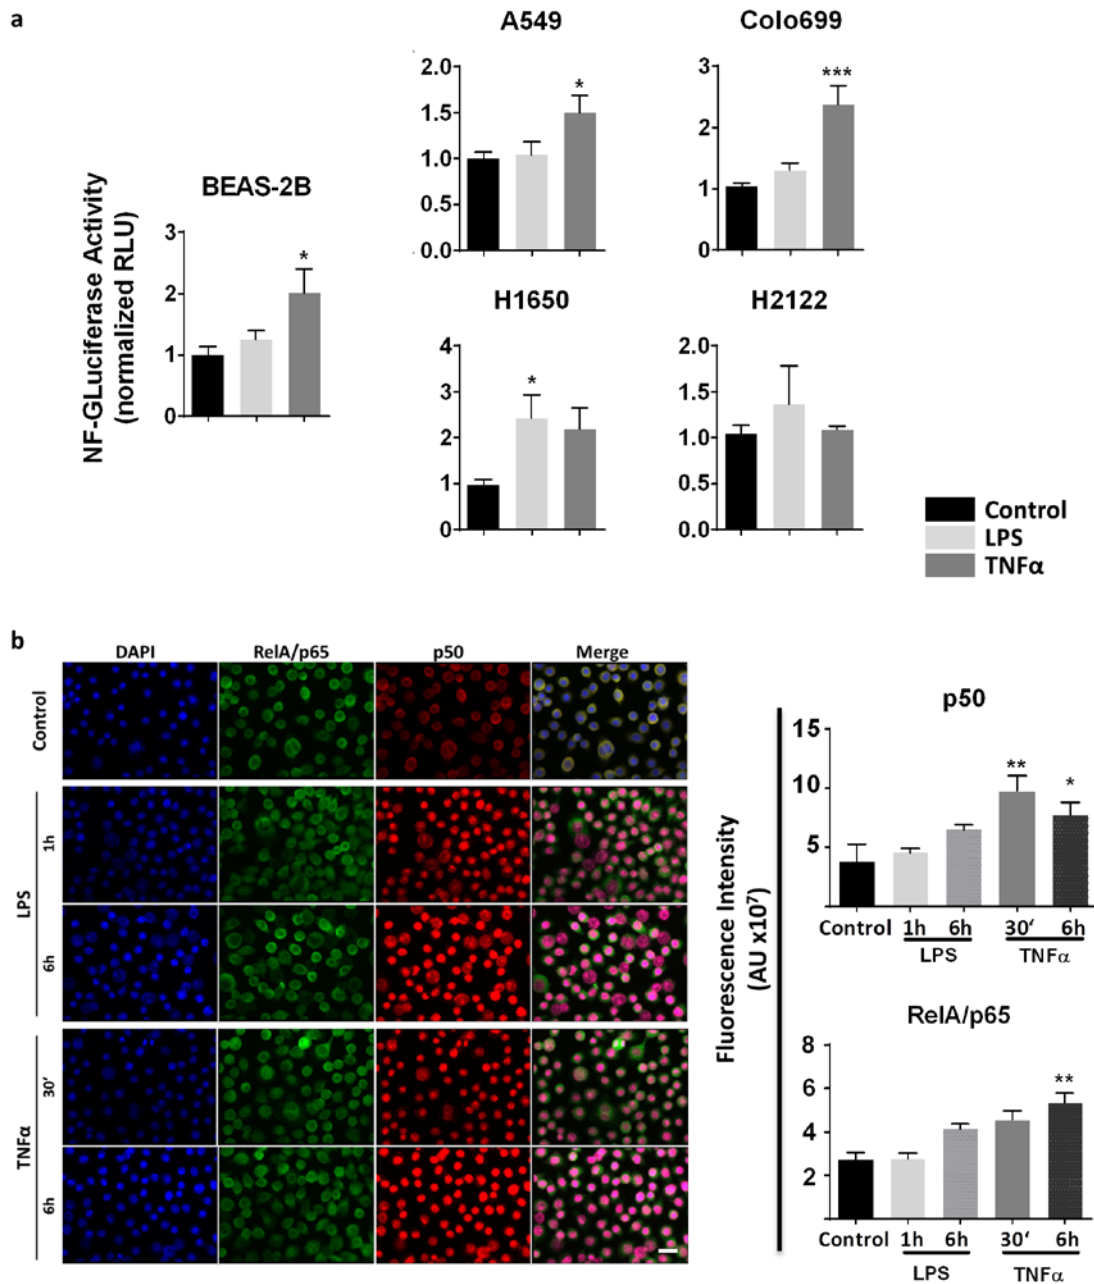 a
A549
Colo699
2.0
1.5
1.0
0.5
0.0
*
3
2
1
0
***
BEAS-2B
NF-GLuciferase Activity
(normalized RLU)
3
2
1
0
*
H1650
H2122
4
3
2
1
0
*
2.0
1.5
1.0
0.5
0.0
Control
LPS
TNFα
b
DAPI RelA/p65 p50 Merge
Control
LPS
1h
6h
TNFα
30‘
6h
Fluorescence Intensity
(AU x10⁷)
p50
15
10
5
** *
Control 1h 6h 30‘ 6h
LPS TNFα
RelA/p65
8
6
4
2
**
Control 1h 6h 30‘ 6h
LPS TNFα